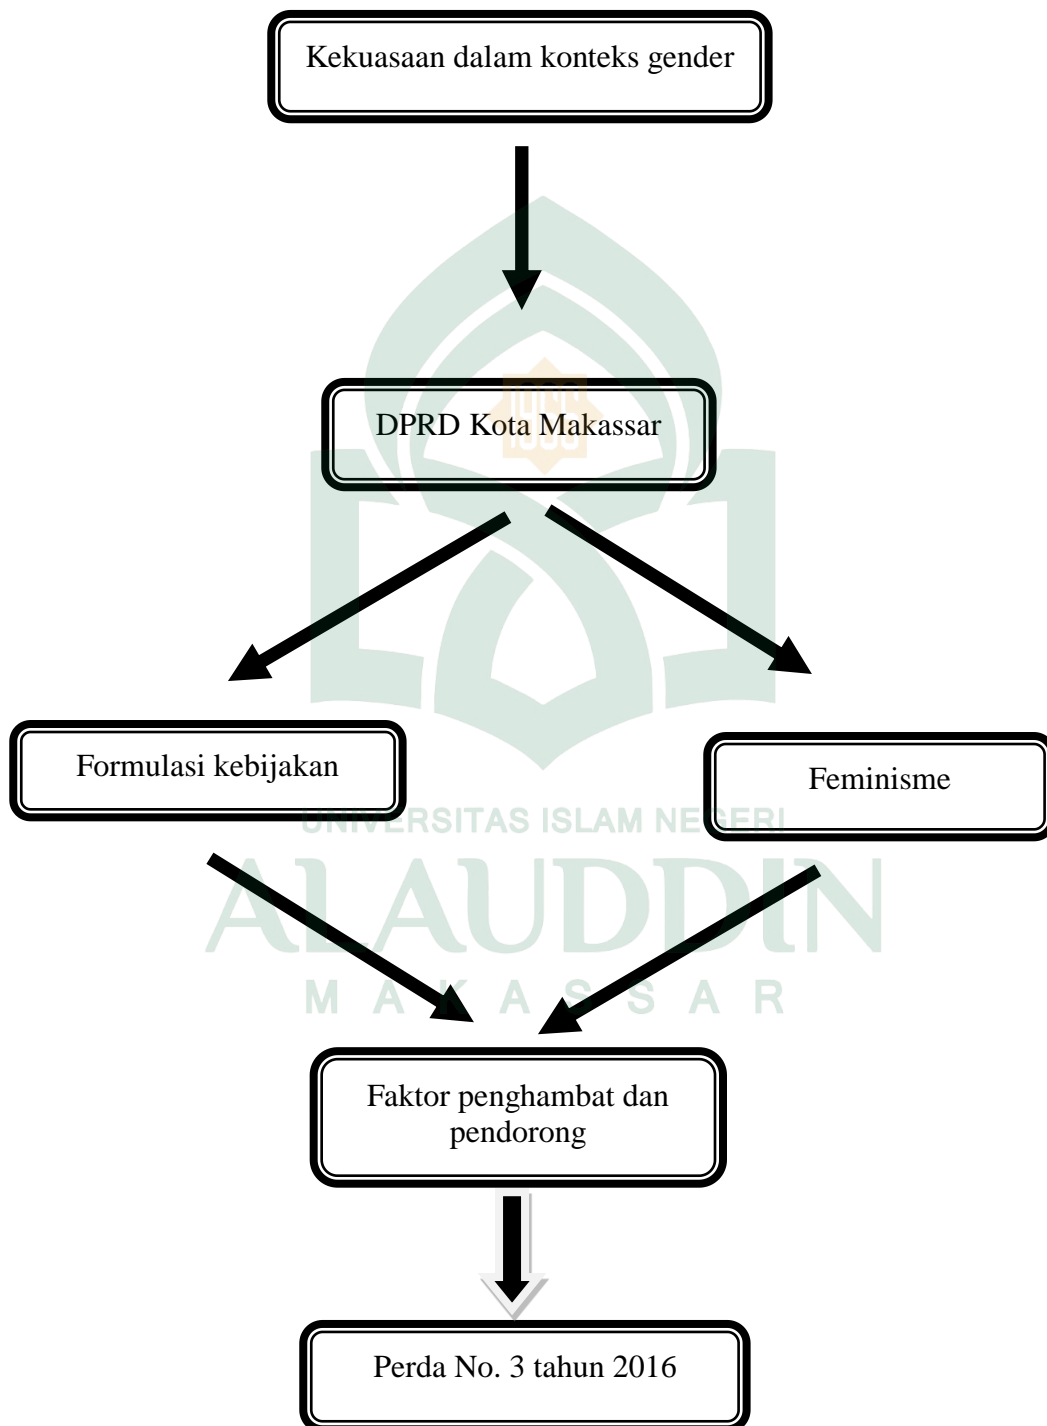 Kekuasaan dalam konteks gender
DPRD Kota Makassar
Formulasi kebijakan
Feminisme
UNIVERSITAS ISLAM NEGERI
ALAUDDIN
MAKASSAR
Faktor penghambat dan
pendorong
Perda No. 3 tahun 2016